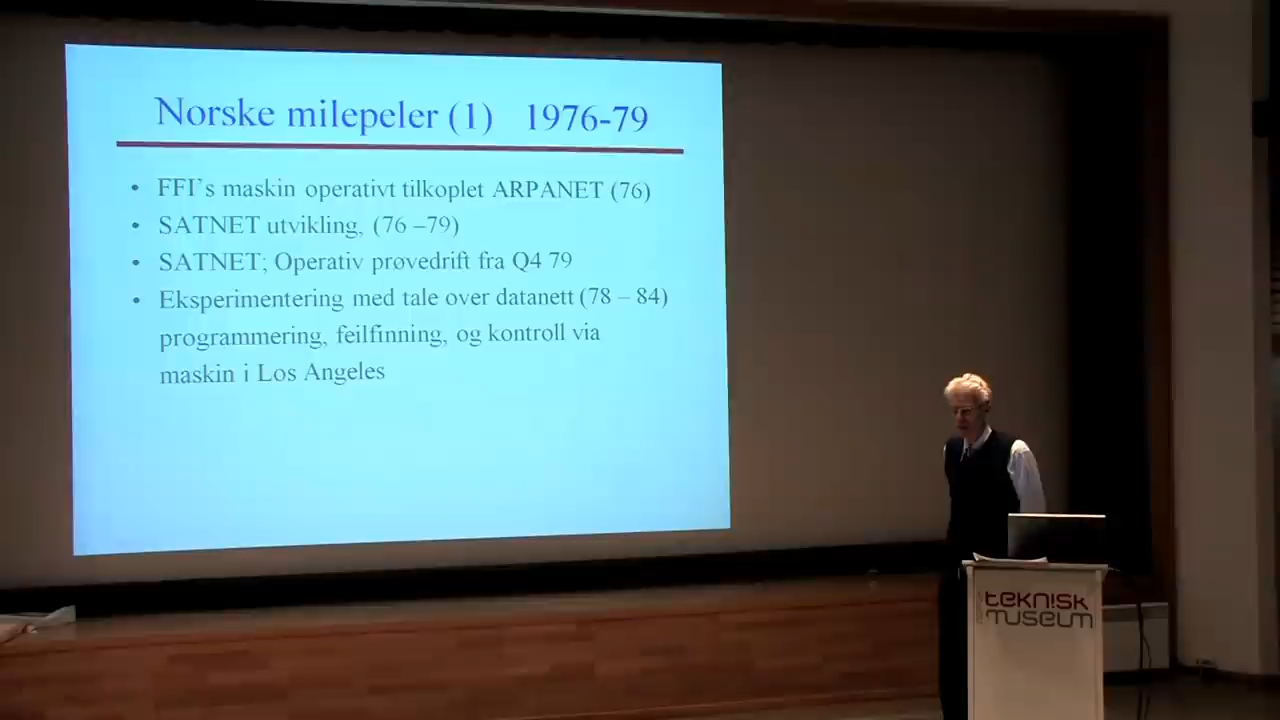 Norske milepeler (1) 1976-79
• FFI's maskin operativt tilkoplet ARPANET (76)
• SATNET utvikling, (76 –79)
• SATNET; Operativ prøvedrift fra Q4 79
• Eksperimentering med tale over datanett (78 – 84)
programmering, feilfinning, og kontroll via
maskin i Los Angeles
teknisk
museum